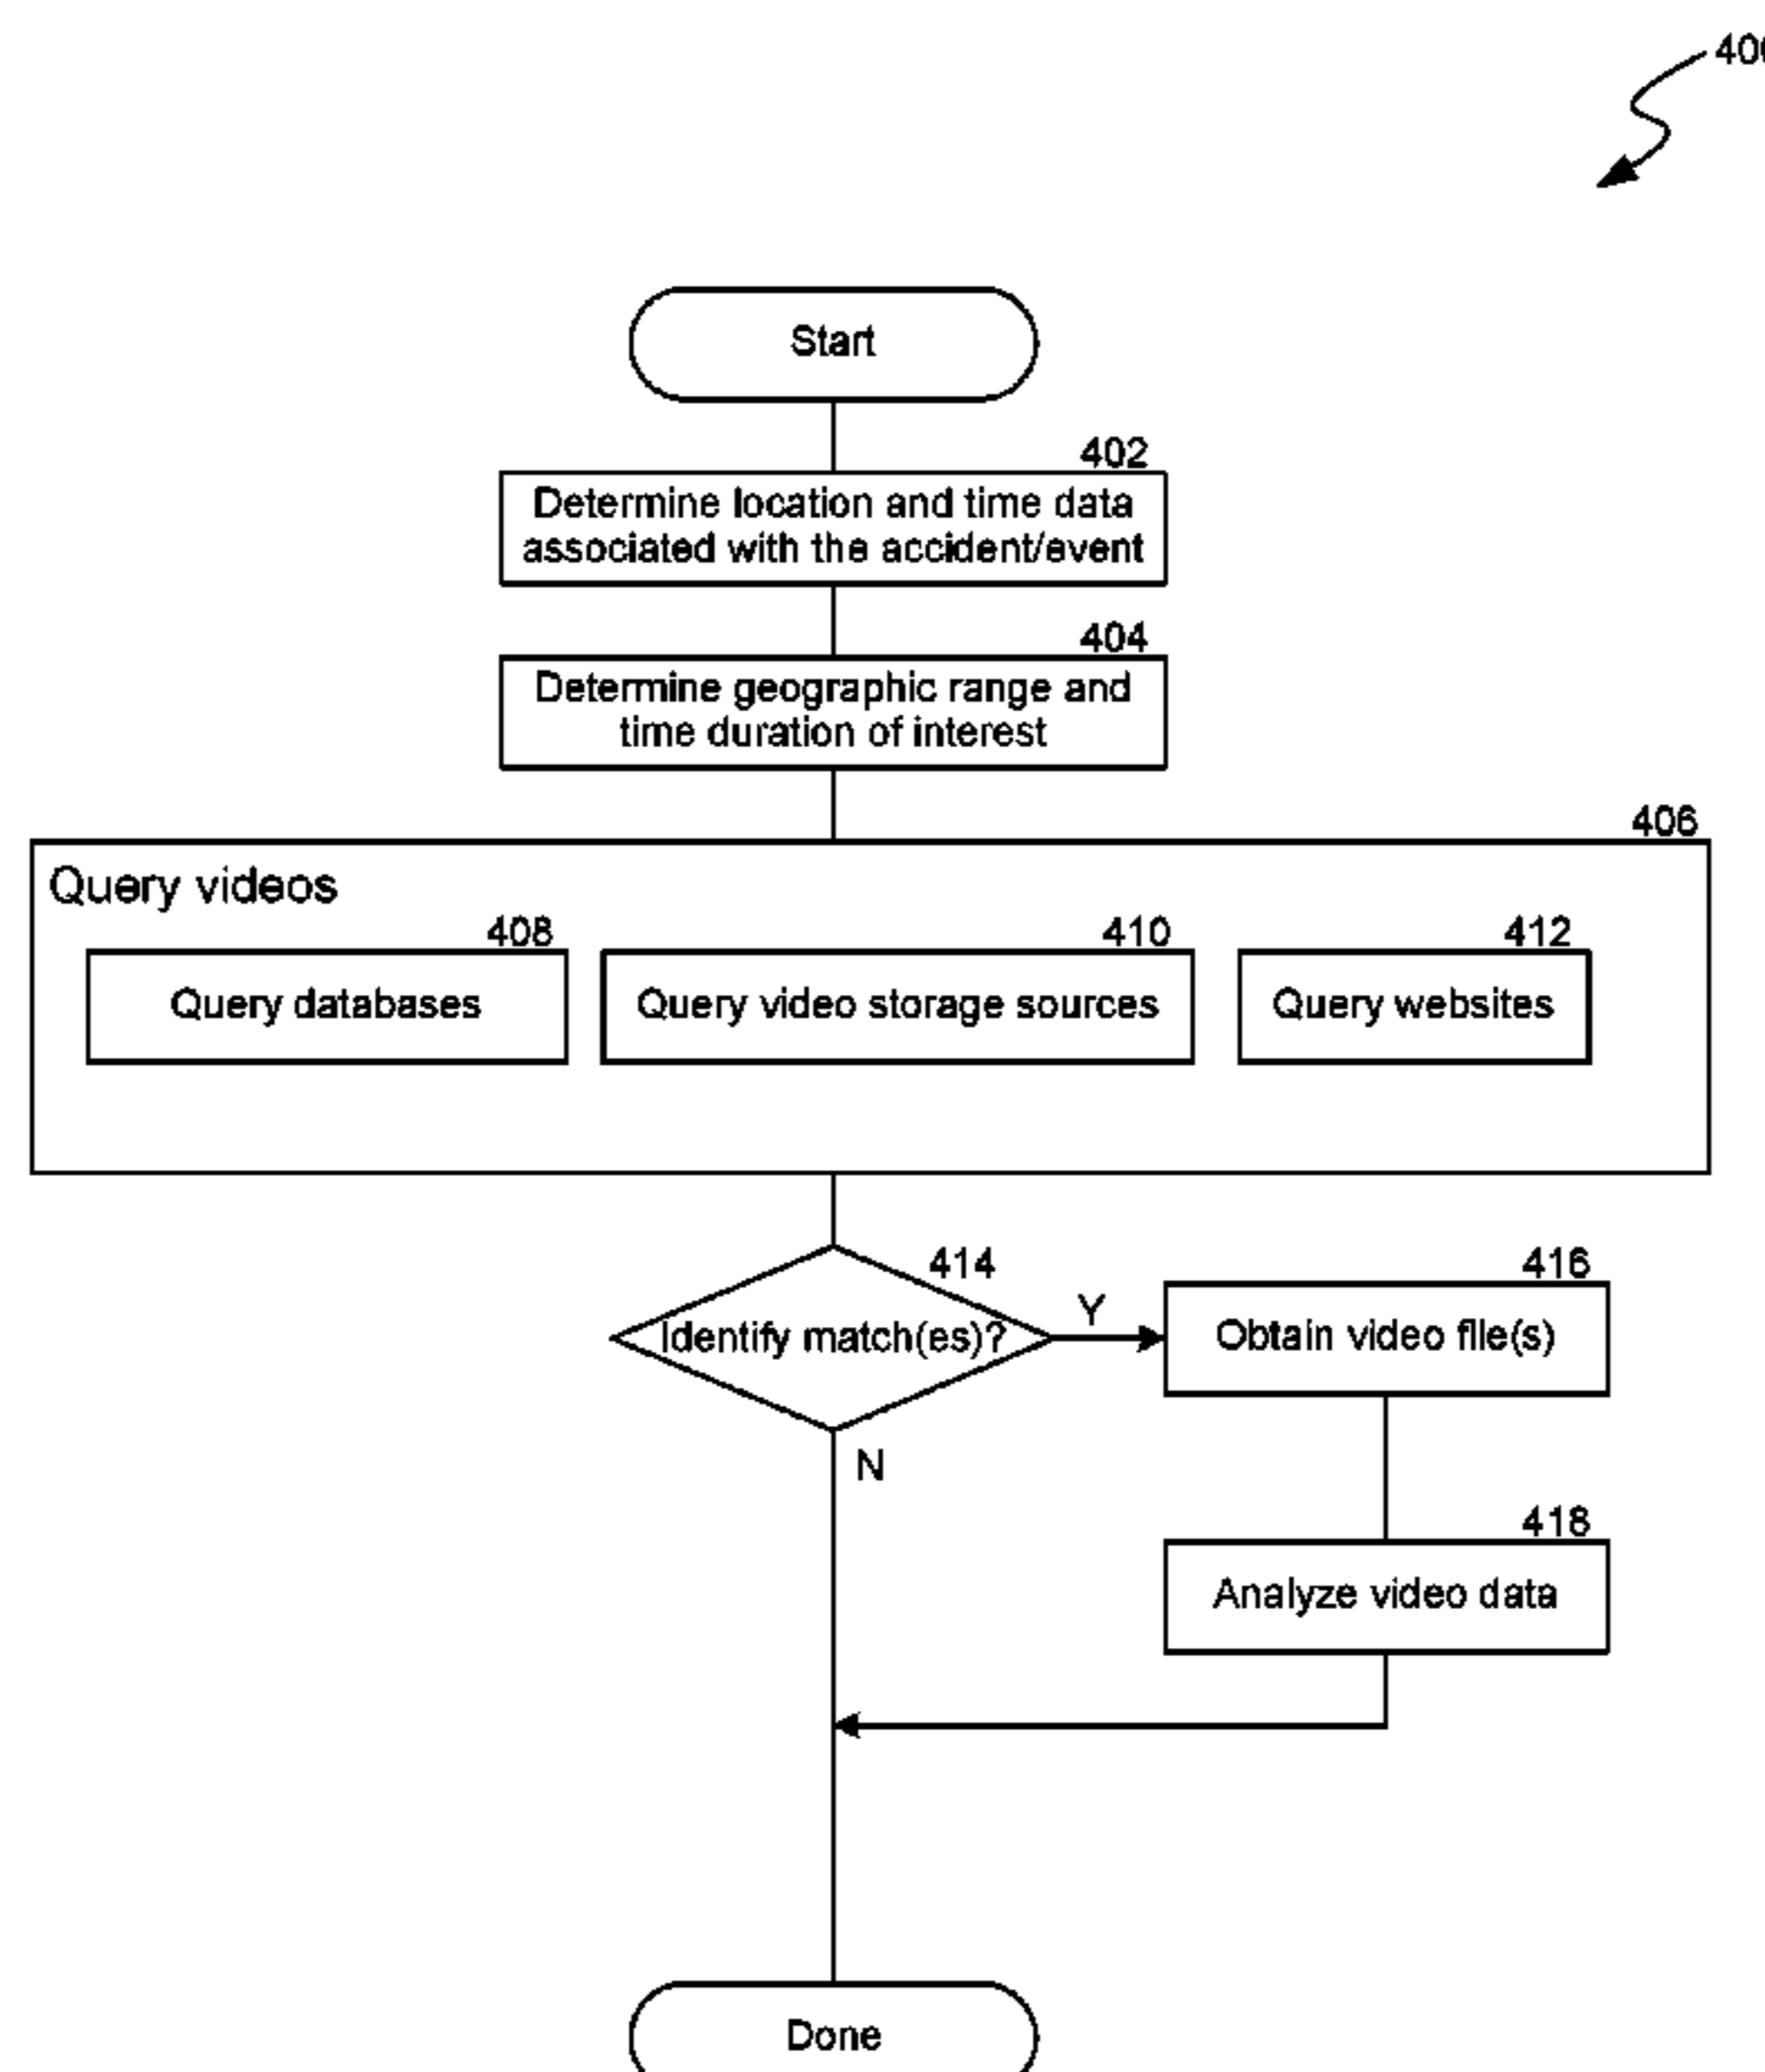 400
Start
402
Determine location and time data
associated with the accident/event
404
Determine geographic range and
time duration of interest
406
Query videos
408
Query databases
410
Query video storage sources
412
Query websites
414
Identify match(es)?
Y
416
Obtain video file(s)
N
418
Analyze video data
Done